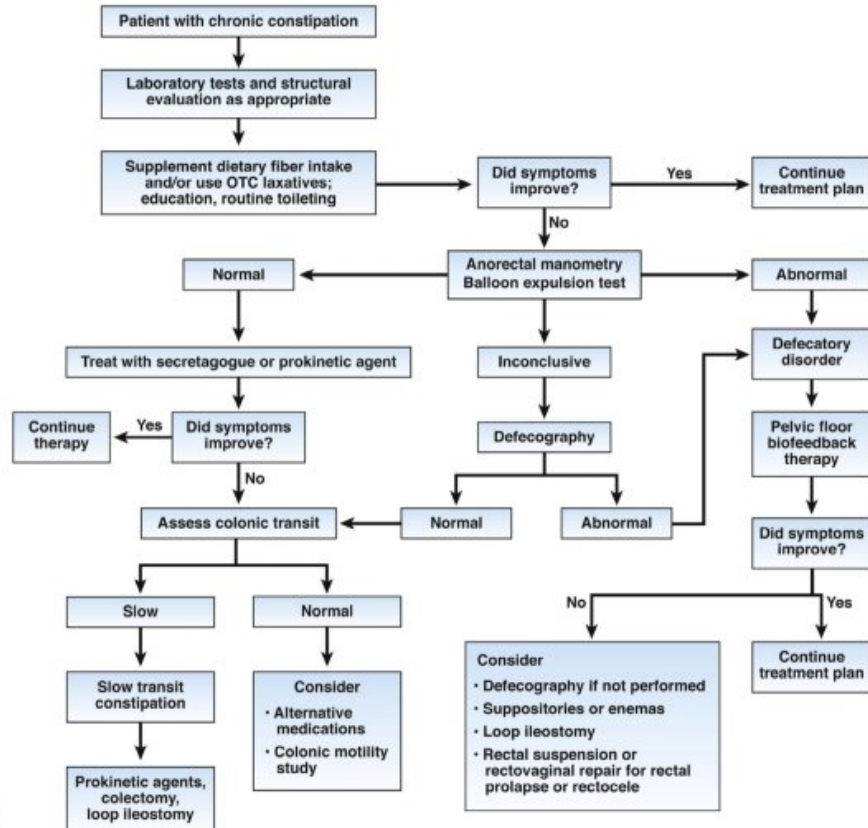 Patient with chronic constipation
Laboratory tests and structural
evaluation as appropriate
Supplement dietary fiber intake
and/or use OTC laxatives;
education, routine toileting
Did symptoms
improve?
Yes
Continue
treatment plan
No
Normal
Anorectal manometry
Balloon expulsion test
Abnormal
Treat with secretagogue or prokinetic agent
Inconclusive
Defecatory
disorder
Continue
therapy
Yes
Did symptoms
improve?
Defecography
Pelvic floor
biofeedback
therapy
No
Assess colonic transit
Normal
Abnormal
Did symptoms
improve?
Slow
Normal
No
Yes
Slow transit
constipation
Consider
• Alternative
medications
• Colonic motility
study
Consider
• Defecography if not performed
• Suppositories or enemas
• Loop ileostomy
• Rectal suspension or
rectovaginal repair for rectal
prolapse or rectocele
Continue
treatment plan
Prokinetic agents,
colectomy,
loop ileostomy